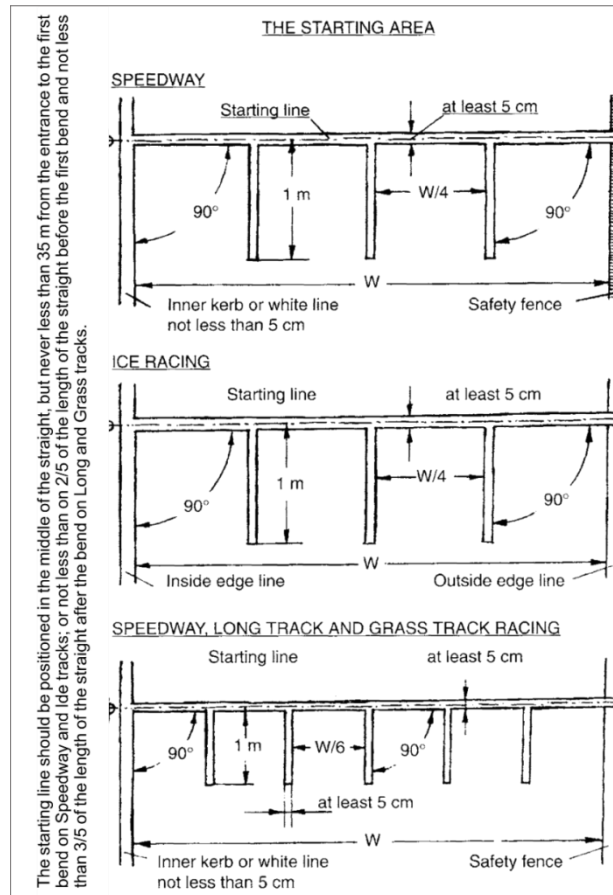 THE STARTING AREA
SPEEDWAY
Starting line
at least 5 cm
1 m
W/4
90°
90°
W
Inner kerb or white line
not less than 5 cm
Safety fence
ICE RACING
Starting line
at least 5 cm
1 m
W/4
90°
90°
W
Inside edge line
Outside edge line
SPEEDWAY, LONG TRACK AND GRASS TRACK RACING
Starting line
at least 5 cm
90°
1 m
W/6
90°
at least 5 cm
W
Inner kerb or white line
not less than 5 cm
Safety fence
The starting line should be positioned in the middle of the straight, but never less than 35 m from the entrance to the first
bend on Speedway and Ide tracks; or not less than on 2/5 of the length of the straight before the first bend and not less
than 3/5 of the length of the straight after the bend on Long and Grass tracks.